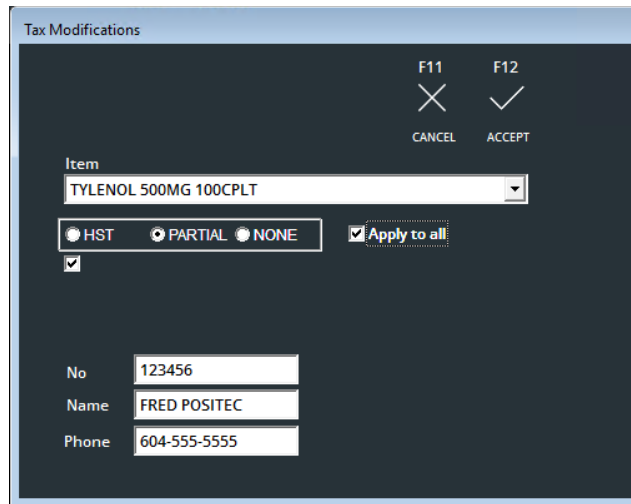 Tax Modifications
F11 F12
CANCEL ACCEPT
Item
TYLENOL 500MG 100CPLT
HST PARTIAL NONE Apply to all
No 123456
Name FRED POSITEC
Phone 604-555-5555